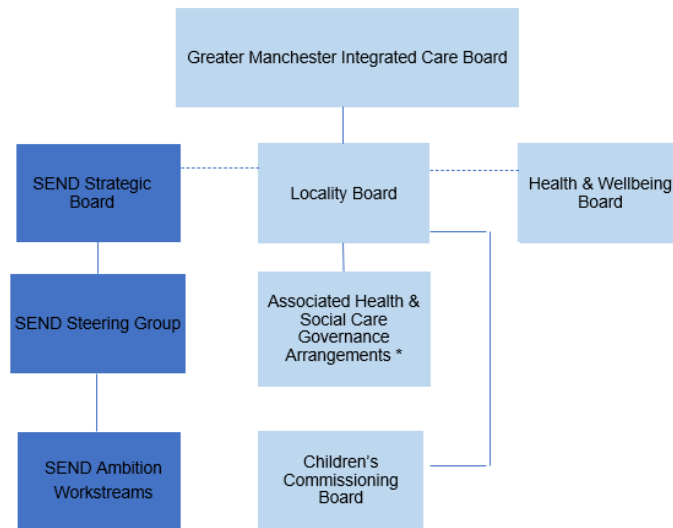 Greater Manchester Integrated Care Board
SEND Strategic
Board
Locality Board
Health & Wellbeing
Board
SEND Steering Group
Associated Health &
Social Care
Governance
Arrangements *
SEND Ambition
Workstreams
Children’s
Commissioning
Board